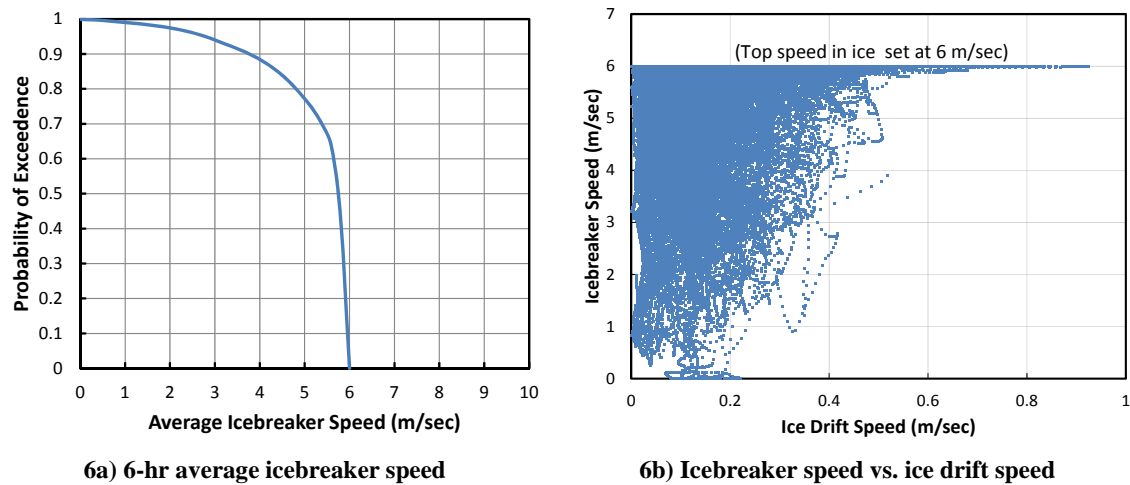 1
0.9
0.8
0.7
0.6
0.5
0.4
0.3
0.2
0.1
0
Probability of Exceedence
0 1 2 3 4 5 6 7 8 9 10
Average Icebreaker Speed (m/sec)
6a) 6-hr average icebreaker speed
7
6
5
4
3
2
1
0
Icebreaker Speed (m/sec)
(Top speed in ice set at 6 m/sec)
0 0.2 0.4 0.6 0.8 1
Ice Drift Speed (m/sec)
6b) Icebreaker speed vs. ice drift speed